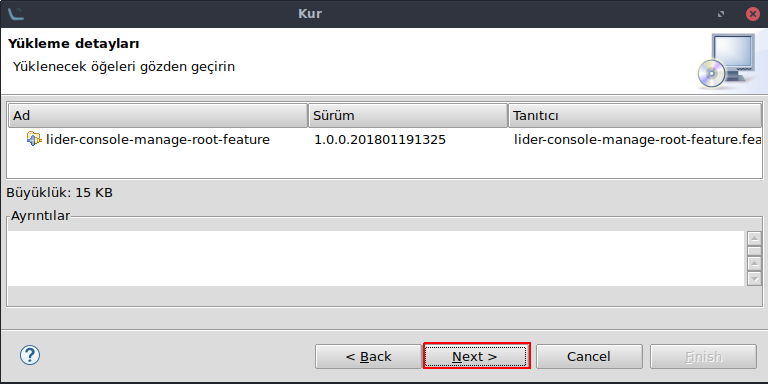 Kur
Yükleme detayları
Yüklenecek öğeleri gözden geçirin
Ad Sürüm Tanıtıcı
lider-console-manage-root-feature 1.0.0.201801191325 lider-console-manage-root-feature.fea
Büyüklük: 15 KB
Ayrıntılar
?
< Back Next > Cancel Finish